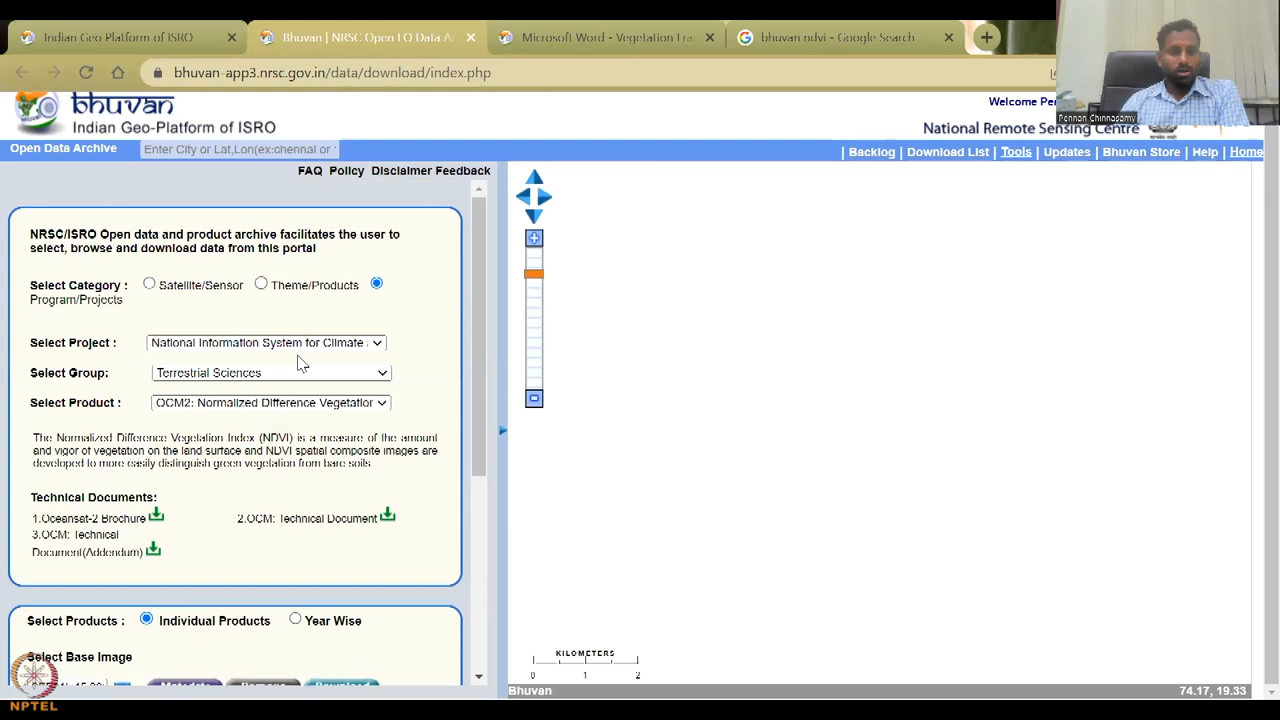 Indian Geo Platform of ISRO
Bhuvan | NRSC Open EO Data Ar
Microsoft Word - Vegetation Frac
bhuvan ndvi - Google Search
bhuvan-app3.nrsc.gov.in/data/download/index.php
Pennan Chinnasamy
bhuvan
Indian Geo-Platform of ISRO
Welcome Pen
National Remote Sensing Centre
Open Data Archive
Enter City or Lat,Lon(ex:chennai or
| Backlog | Download List | Tools | Updates | Bhuvan Store | Help | Home
FAQ Policy Disclaimer Feedback
NRSC/ISRO Open data and product archive facilitates the user to
select, browse and download data from this portal
Select Category : Satellite/Sensor Theme/Products
Program/Projects
Select Project : National Information System for Climate
Select Group: Terrestrial Sciences
Select Product : OCM2: Normalized Difference Vegetation
The Normalized Difference Vegetation Index (NDVI) is a measure of the amount
and vigor of vegetation on the land surface and NDVI spatial composite images are
developed to more easily distinguish green vegetation from bare soils
Technical Documents:
1.Oceansat-2 Brochure 2.OCM: Technical Document
3.OCM: Technical
Document(Addendum)
Select Products : Individual Products Year Wise
Select Base Image
Metadata Remove Download
KILOMETERS
0 1 2
Bhuvan 74.17, 19.33
NPTEL